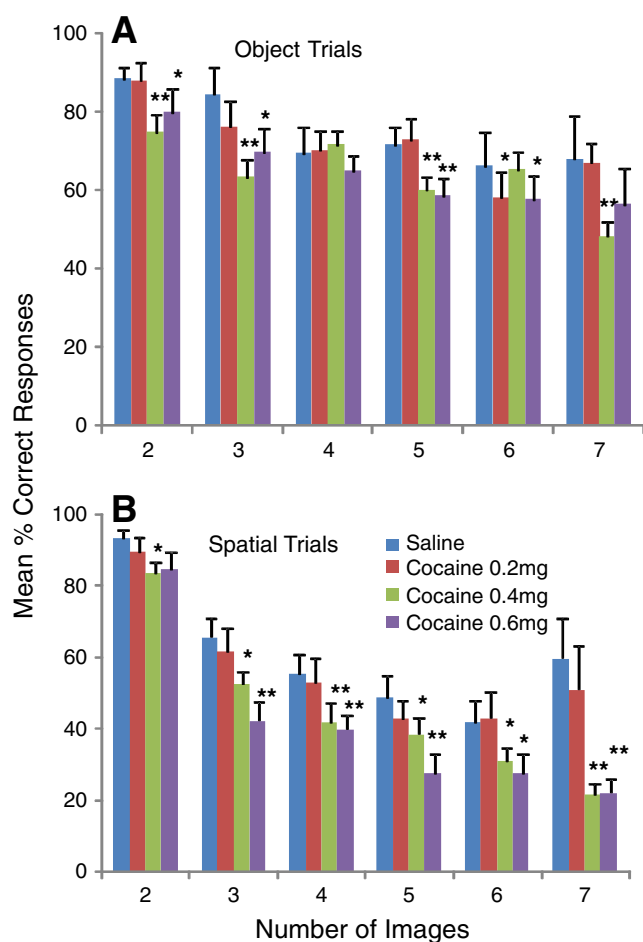 A
Object Trials
100
80
60
40
20
0
* ** * ** * ** ** * * **
2 3 4 5 6 7
Mean % Correct Responses
B
Spatial Trials
100
80
60
40
20
0
Saline
Cocaine 0.2mg
Cocaine 0.4mg
Cocaine 0.6mg
* * ** ** ** * ** * * ** **
2 3 4 5 6 7
Number of Images